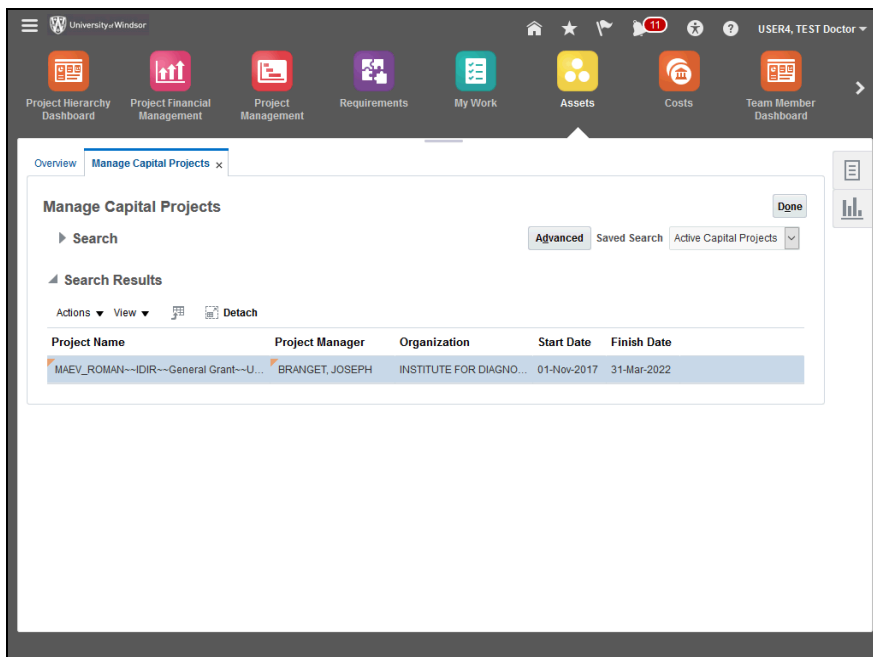 University of Windsor
11
USER4, TEST Doctor
Project Hierarchy Dashboard
Project Financial Management
Project Management
Requirements
My Work
Assets
Costs
Team Member Dashboard
Overview
Manage Capital Projects
Manage Capital Projects
Done
Search
Advanced
Saved Search
Active Capital Projects
Search Results
Actions
View
Detach
Project Name Project Manager Organization Start Date Finish Date
MAEV_ROMAN~~IDIR~~General Grant~~U... BRANGET, JOSEPH INSTITUTE FOR DIAGNO... 01-Nov-2017 31-Mar-2022